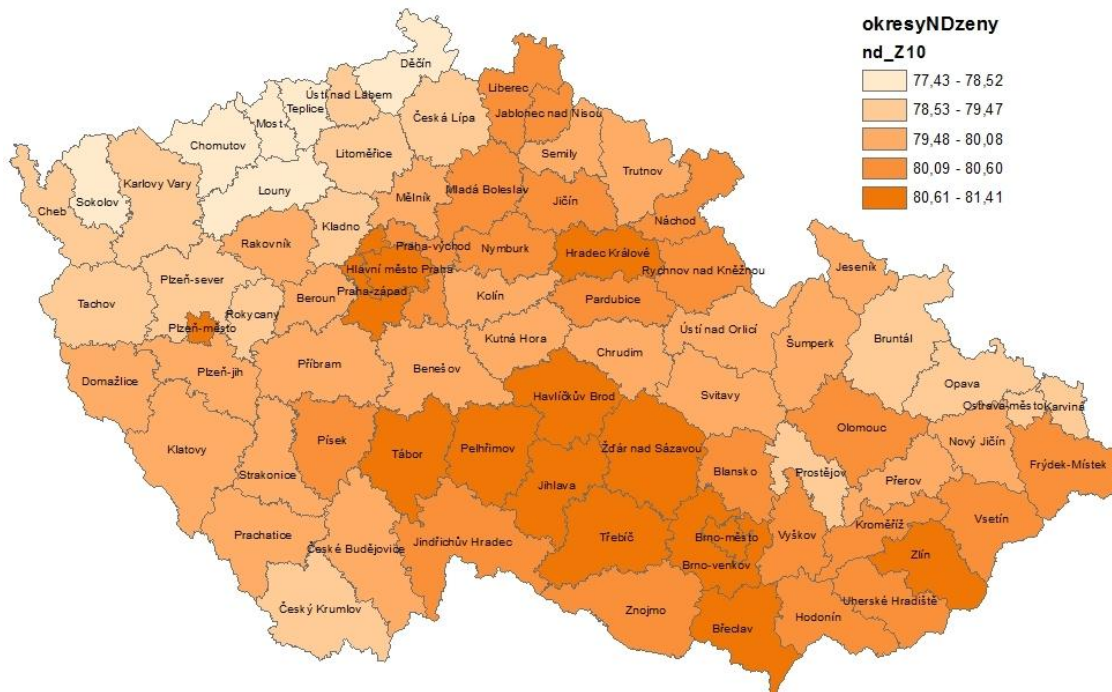 okresyNDzeny
nd_Z10
77,43 - 78,52
78,53 - 79,47
79,48 - 80,08
80,09 - 80,60
80,61 - 81,41
Děčín
Liberec
Ústí nad Labem
Teplice
Jablonec nad Nisou
Most
Česká Lípa
Chomutov
Litoměřice
Semily
Trutnov
Karlovy Vary
Louny
Mladá Boleslav
Sokolov
Mělník
Jičín
Cheb
Náchod
Kladno
Rakovník
Praha-východ
Nymburk
Hradec Králové
Jeseník
Hlavní město Praha
Rychnov nad Kněžnou
Plzeň-sever
Praha-západ
Kolín
Tachov
Beroun
Pardubice
Rokycany
Plzeň-město
Ústí nad Orlicí
Kutná Hora
Bruntál
Šumperk
Chrudim
Příbram
Benešov
Opava
Plzeň-jih
Domažlice
Svitavy
Havlíčkův Brod
Ostrava-město
Karviná
Olomouc
Písek
Nový Jičín
Klatovy
Tábor
Pelhřimov
Žďár nad Sázavou
Frýdek-Místek
Strakonice
Blansko
Prostějov
Přerov
Jihlava
Vsetín
Kroměříž
Prachatice
České Budějovice
Jindřichův Hradec
Třebíč
Brno-město
Vyškov
Zlín
Brno-venkov
Uherské Hradiště
Český Krumlov
Znojmo
Hodonín
Břeclav